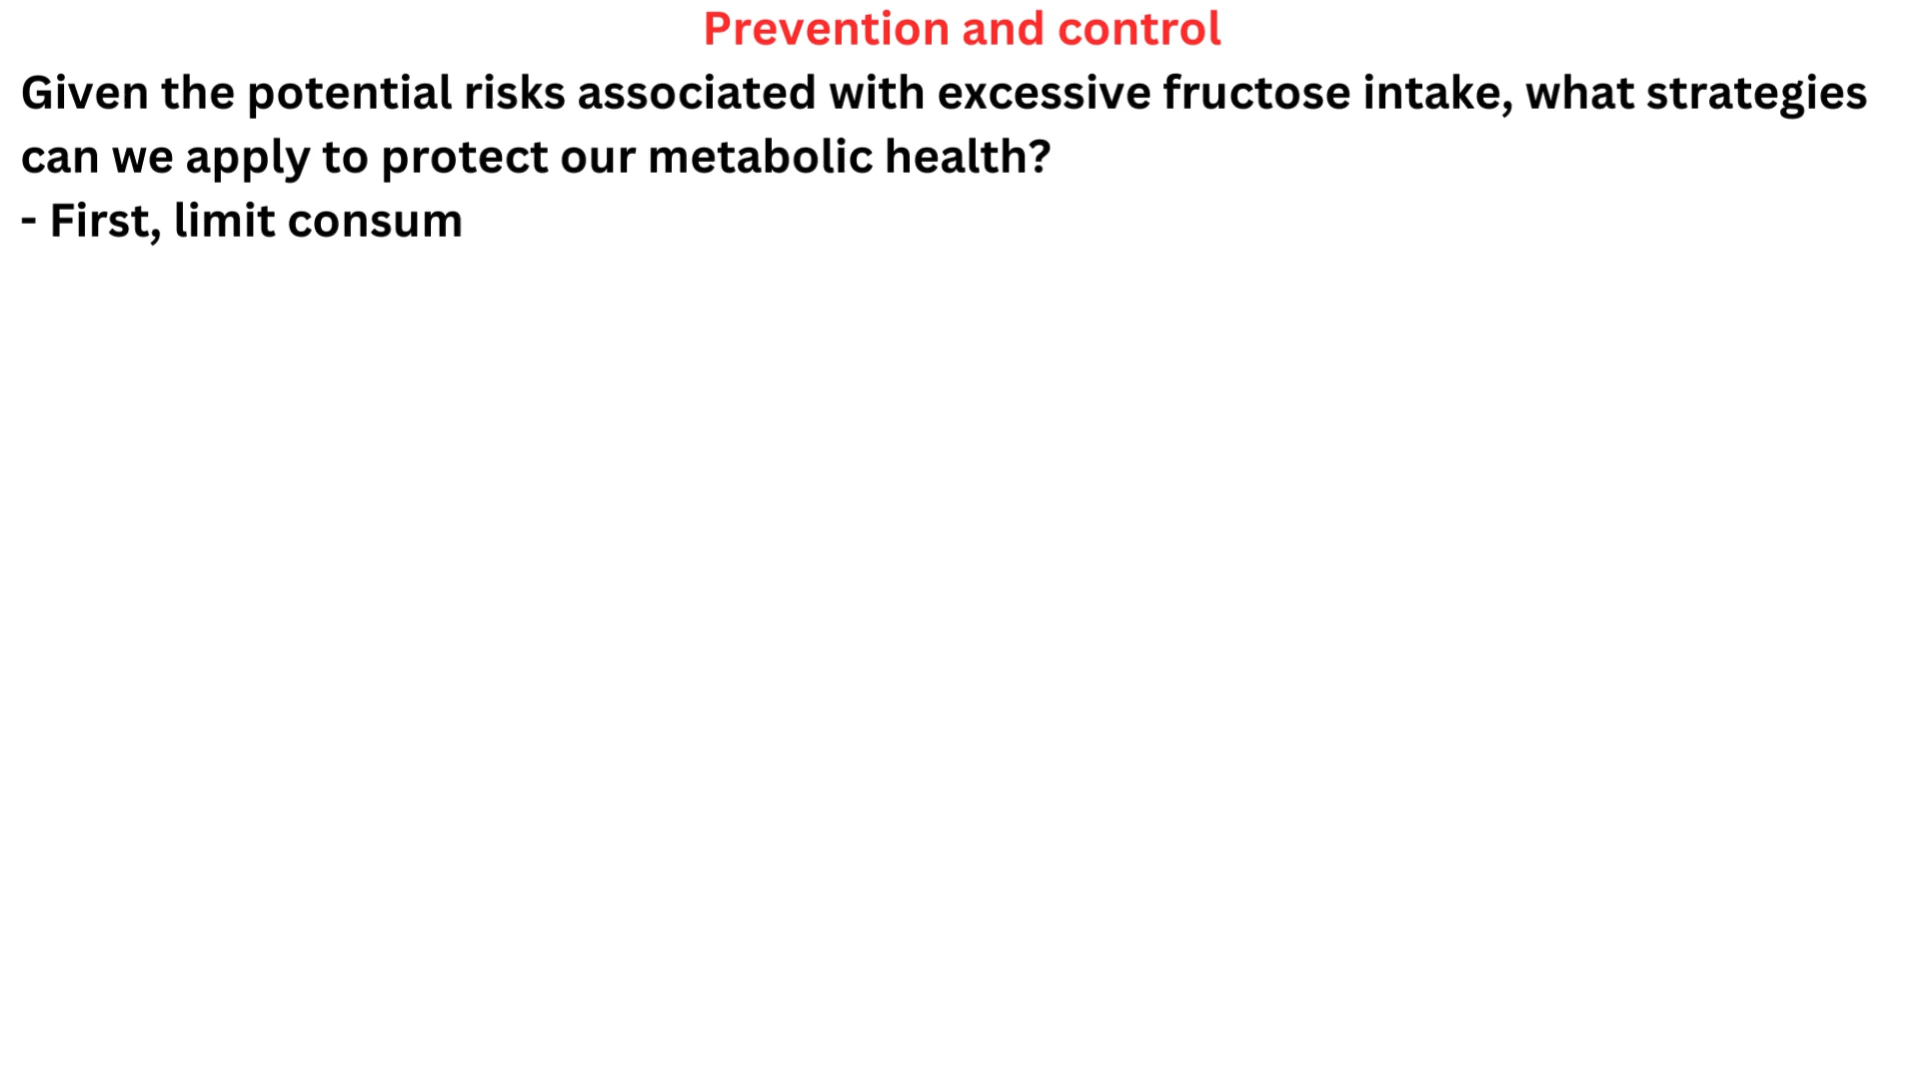 Prevention and control
Given the potential risks associated with excessive fructose intake, what strategies
can we apply to protect our metabolic health?
- First, limit consum